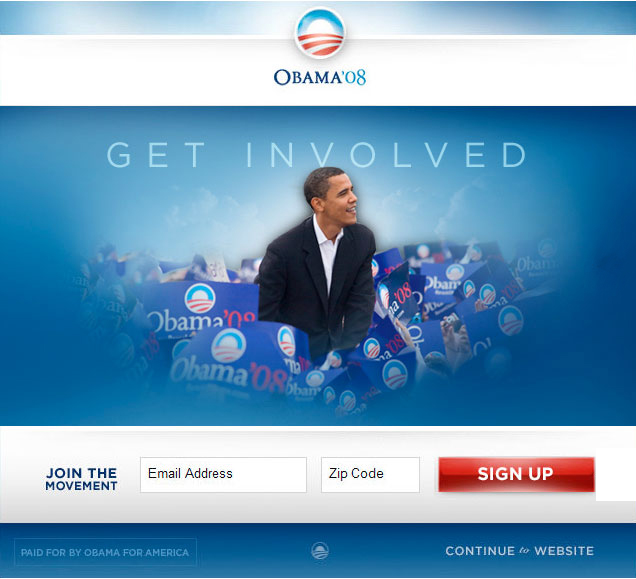 OBAMA'08
GET INVOLVED
Obama'08
Obama'08
Obama
JOIN THE
MOVEMENT
Email Address
Zip Code
SIGN UP
PAID FOR BY OBAMA FOR AMERICA
CONTINUE to WEBSITE